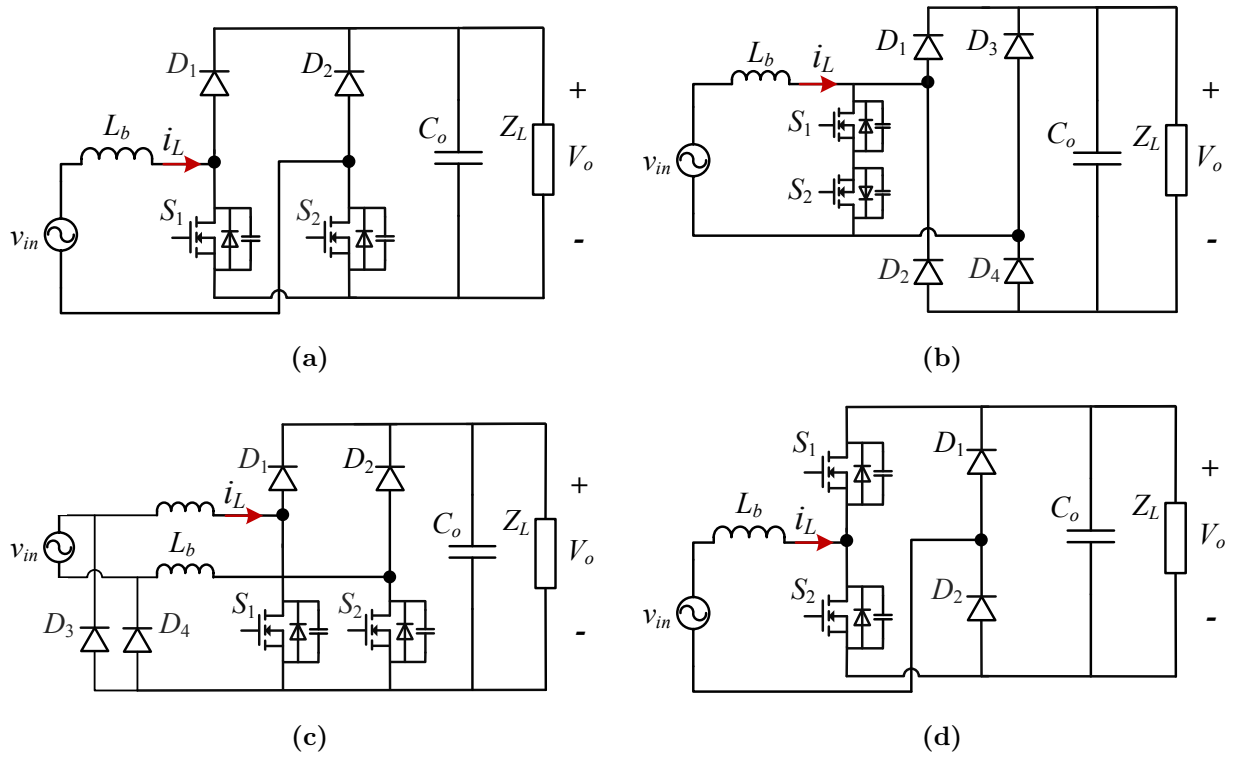 D1 D2
Lb iL
Co ZL + Vo -
S1 S2
vin
(a)
D1 D3
Lb iL
S1
S2
vin
Co ZL + Vo -
D2 D4
(b)
D1 D2
iL
vin
Lb
Co ZL + Vo -
S1 S2
D3 D4
(c)
S1 D1
Lb iL
Co ZL + Vo -
S2 D2
vin
(d)